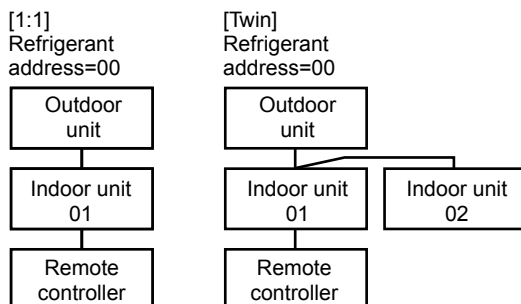 [1:1]
Refrigerant
address=00
Outdoor
unit
Indoor unit
01
Remote
controller
[Twin]
Refrigerant
address=00
Outdoor
unit
Indoor unit
01
Indoor unit
02
Remote
controller